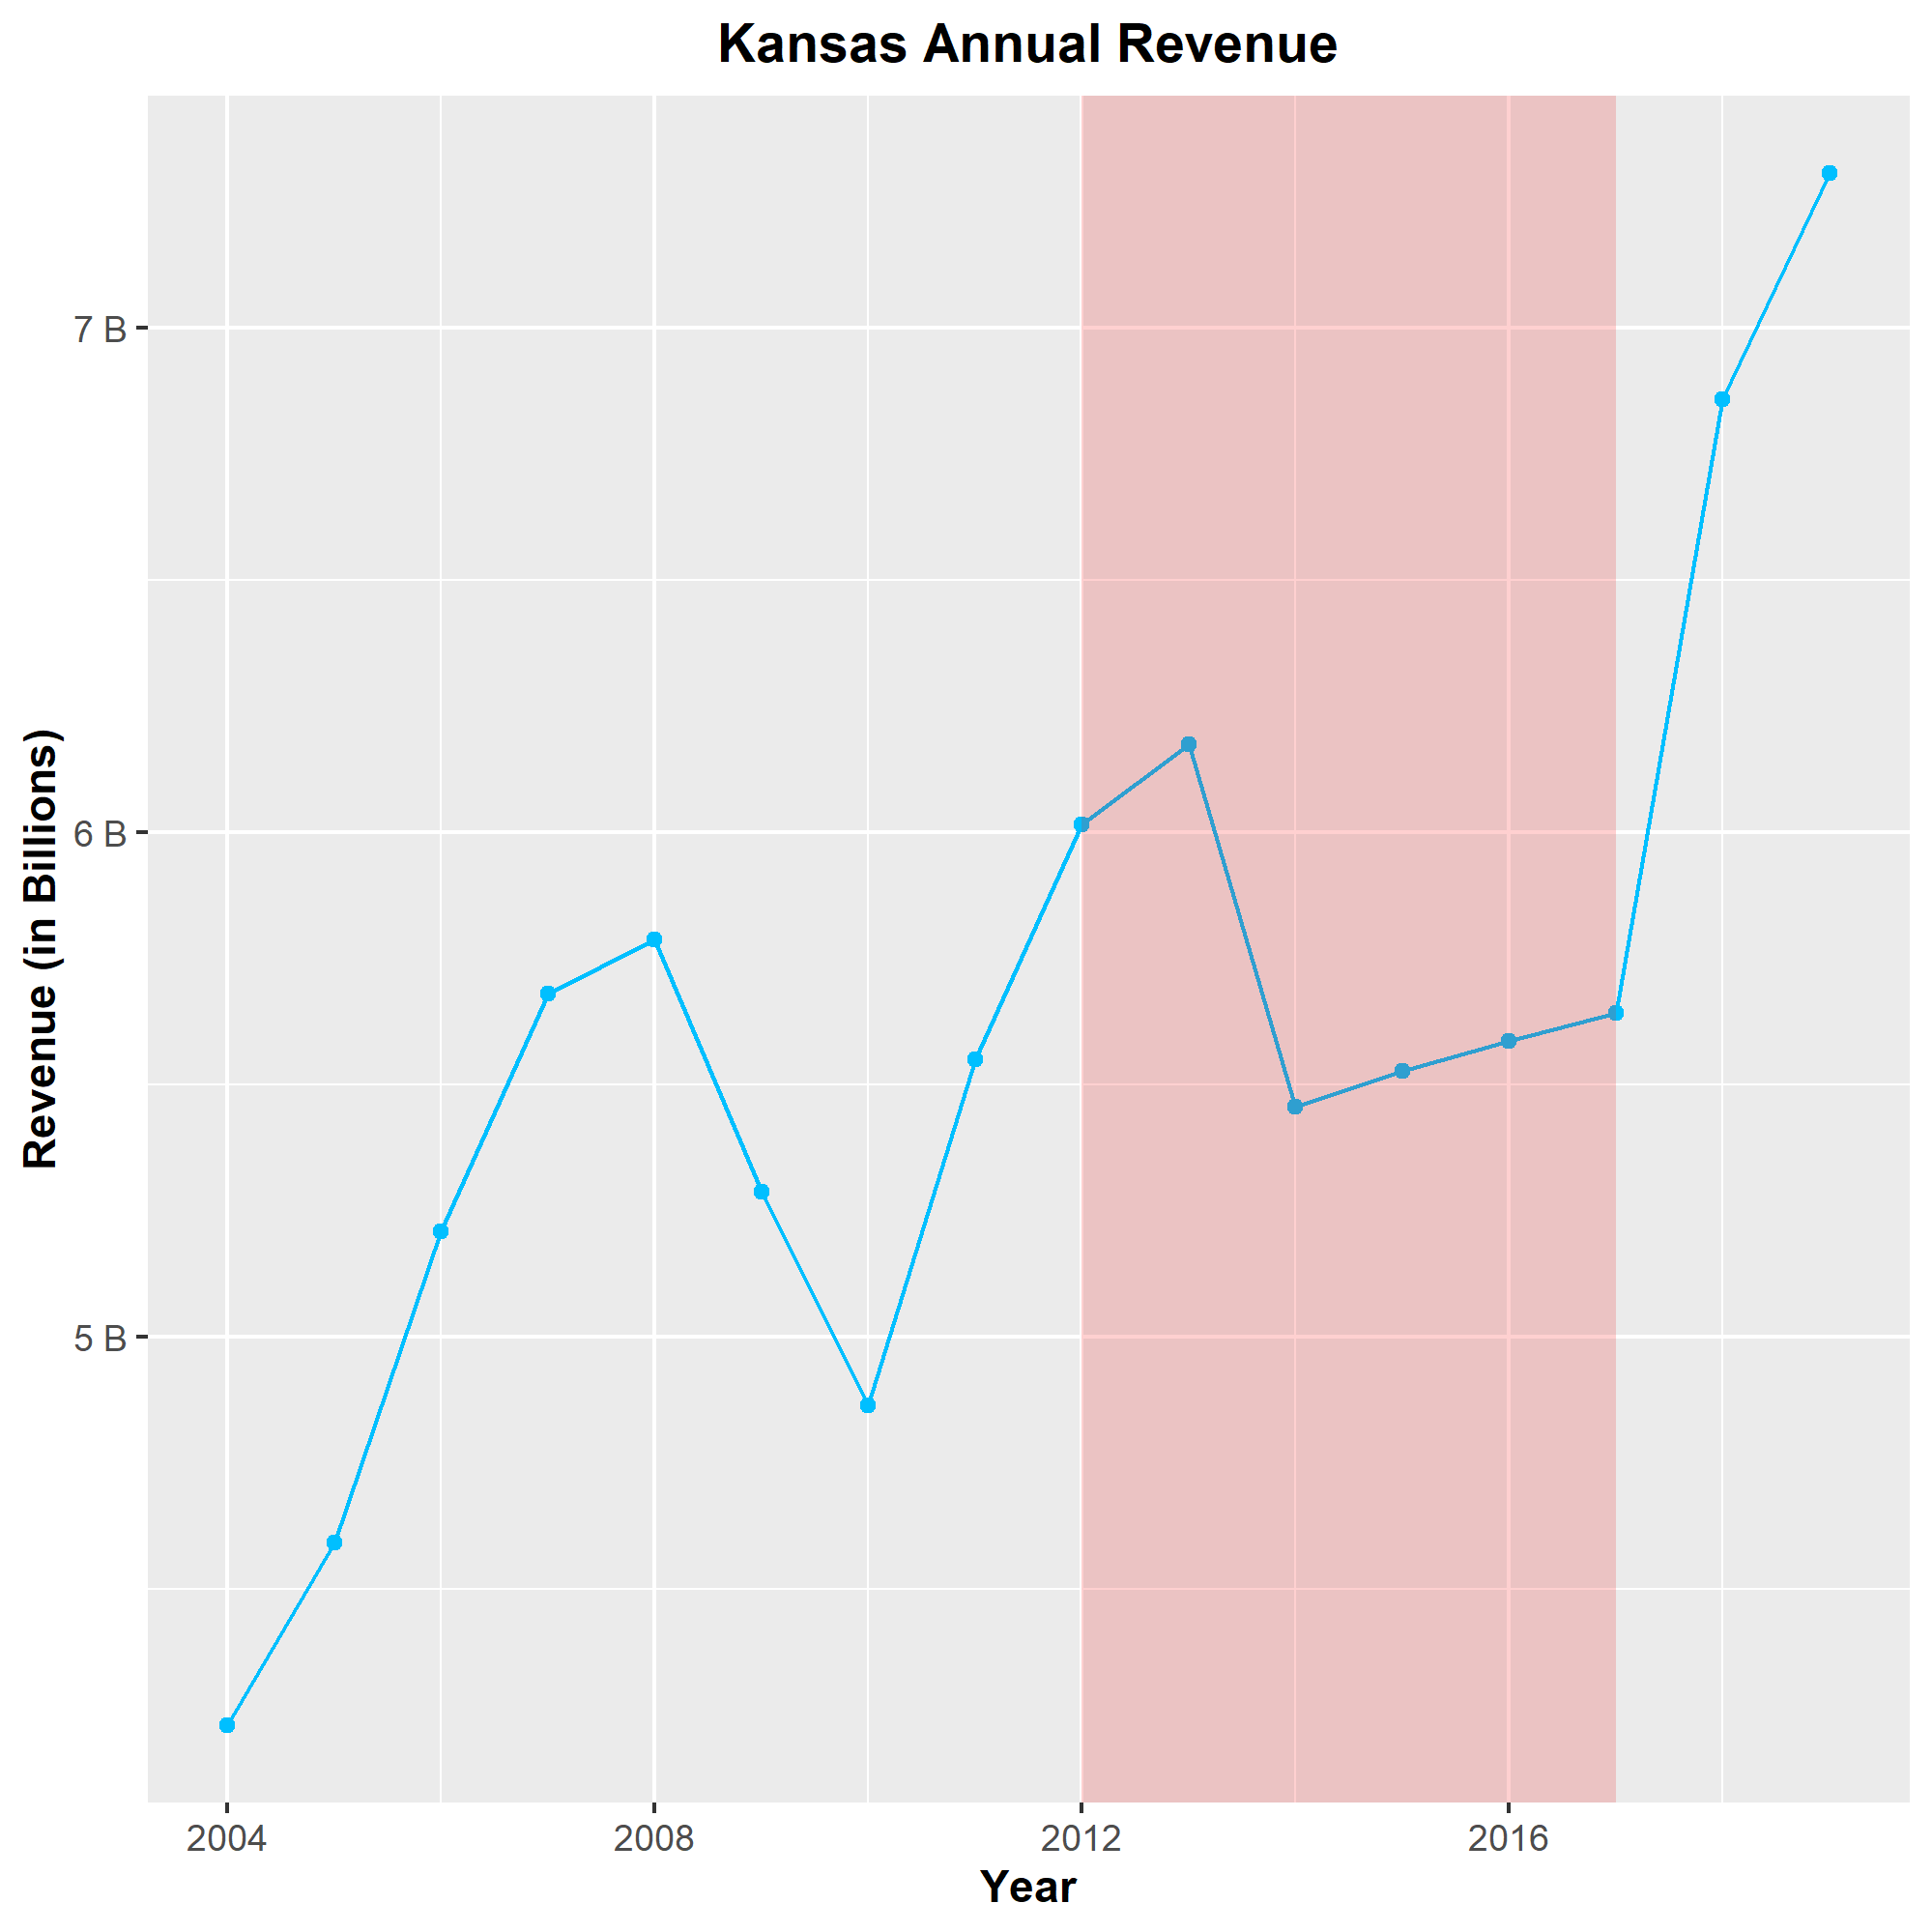 Kansas Annual Revenue
Revenue (in Billions)
7 B
6 B
5 B
2004
2008
2012
2016
Year